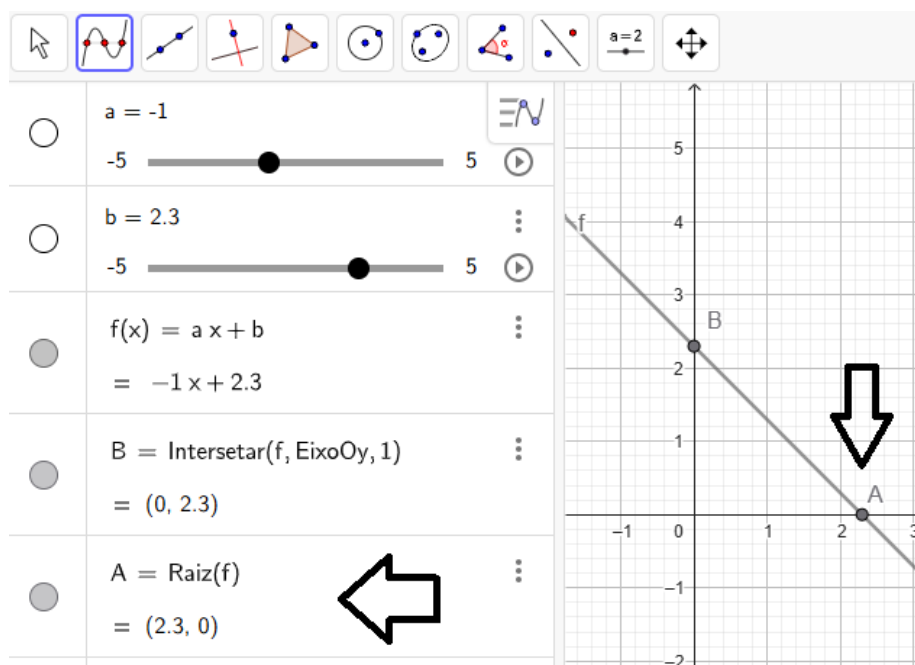 a=2
a = -1
-5 5
b = 2.3
-5 5
f(x) = a x + b
= −1 x + 2.3
B = Intersetar(f, EixoOy, 1)
= (0, 2.3)
A = Raiz(f)
= (2.3, 0)
5
4
f
3
B
2
1
A
−1 0 1 2 3
−1
−2